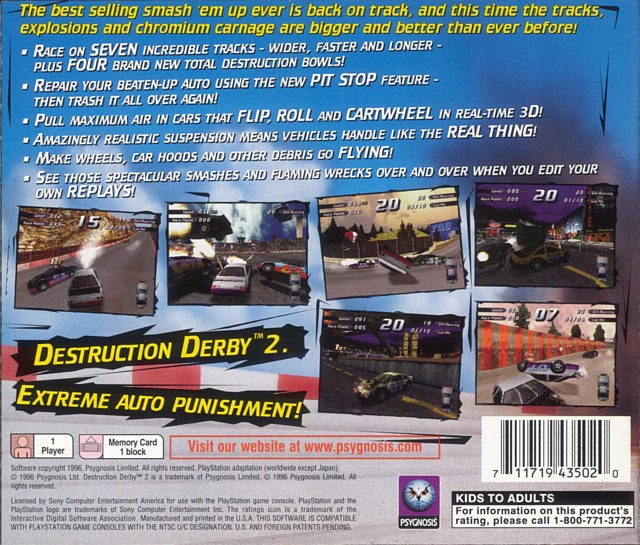 The best selling smash 'em up ever is back on track, and this time the tracks,
explosions and chromium carnage are bigger and better than ever before!
▪ RACE ON SEVEN INCREDIBLE TRACKS - WIDER, FASTER AND LONGER -
PLUS FOUR BRAND NEW TOTAL DESTRUCTION BOWLS!
▪ REPAIR YOUR BEATEN-UP AUTO USING THE NEW PIT STOP FEATURE -
THEN TRASH IT ALL OVER AGAIN!
▪ PULL MAXIMUM AIR IN CARS THAT FLIP, ROLL AND CARTWHEEL IN REAL-TIME 3D!
▪ AMAZINGLY REALISTIC SUSPENSION MEANS VEHICLES HANDLE LIKE THE REAL THING!
▪ MAKE WHEELS, CAR HOODS AND OTHER DEBRIS GO FLYING!
▪ SEE THOSE SPECTACULAR SMASHES AND FLAMING WRECKS OVER AND OVER WHEN YOU EDIT YOUR
OWN REPLAYS!
15
20
20
20
07
DESTRUCTION DERBY™ 2.
EXTREME AUTO PUNISHMENT!
1
Player
Memory Card
1 block
Visit our website at www.psygnosis.com
Software copyright 1996, Psygnosis Limited. All rights reserved. PlayStation adaptation (worldwide except Japan).
© 1996 Psygnosis Ltd. Destruction Derby™ 2 is a trademark of Psygnosis Limited. © 1996 Psygnosis Limited. All
rights reserved.
Licensed by Sony Computer Entertainment America for use with the PlayStation game console. PlayStation and the
PlayStation logo are trademarks of Sony Computer Entertainment Inc. The ratings icon is a trademark of the
Interactive Digital Software Association. Manufactured and printed in the U.S.A. THIS SOFTWARE IS COMPATIBLE
WITH PLAYSTATION GAME CONSOLES WITH THE NTSC U/C DESIGNATION. U.S. AND FOREIGN PATENTS PENDING.
PSYGNOSIS
7 11719 43502 0
KIDS TO ADULTS
For information on this product's
rating, please call 1-800-771-3772